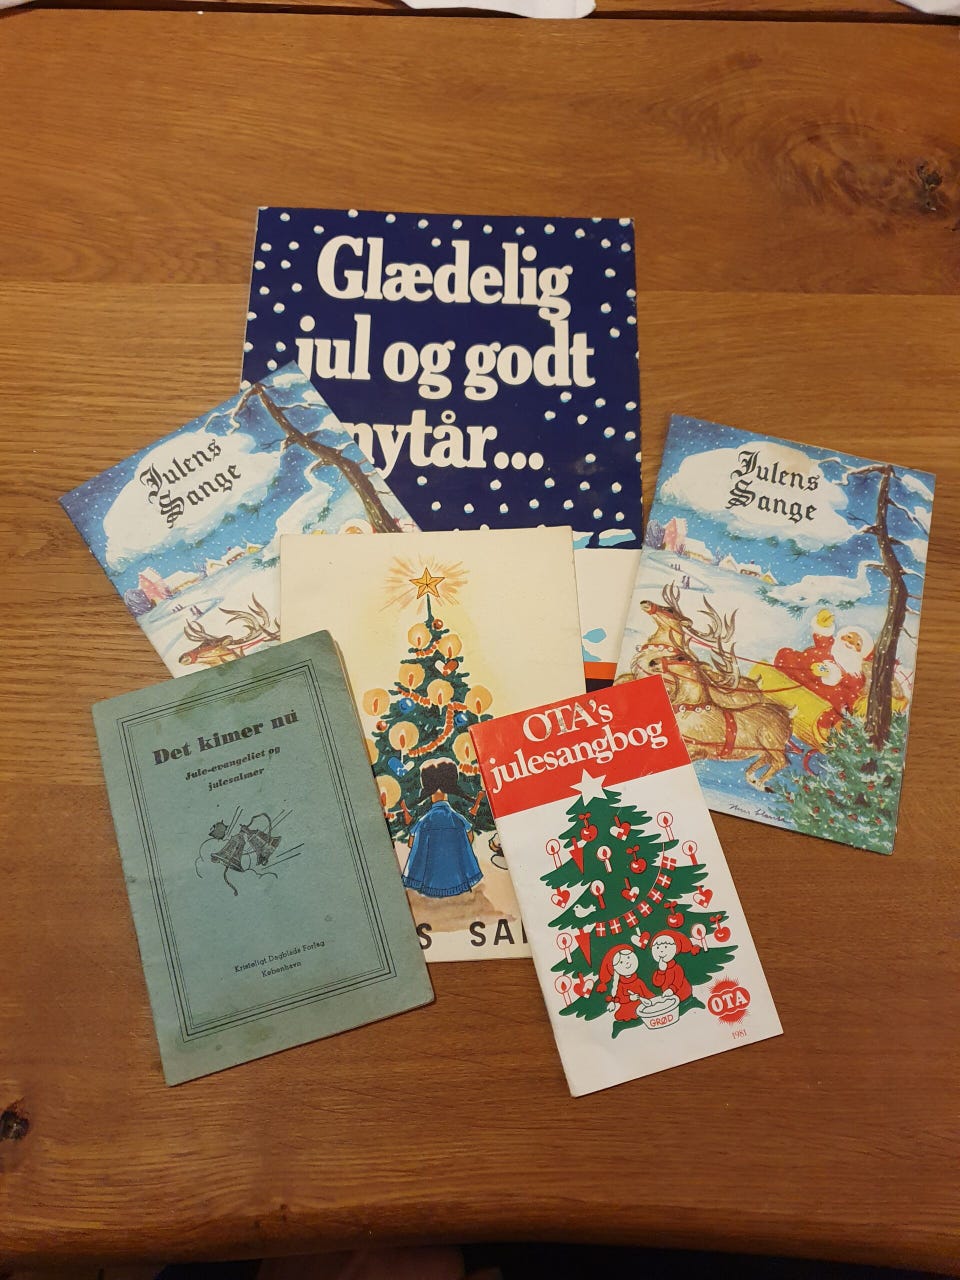 Glædelig
jul og godt
nytår...
Julens
Sange
Julens
Sange
Det kimer nu
Jule-evangeliet og
julesalmer
Kristeligt Dagblads Forlag
København
OTA's
julesangbog
GRØD
OTA
1981